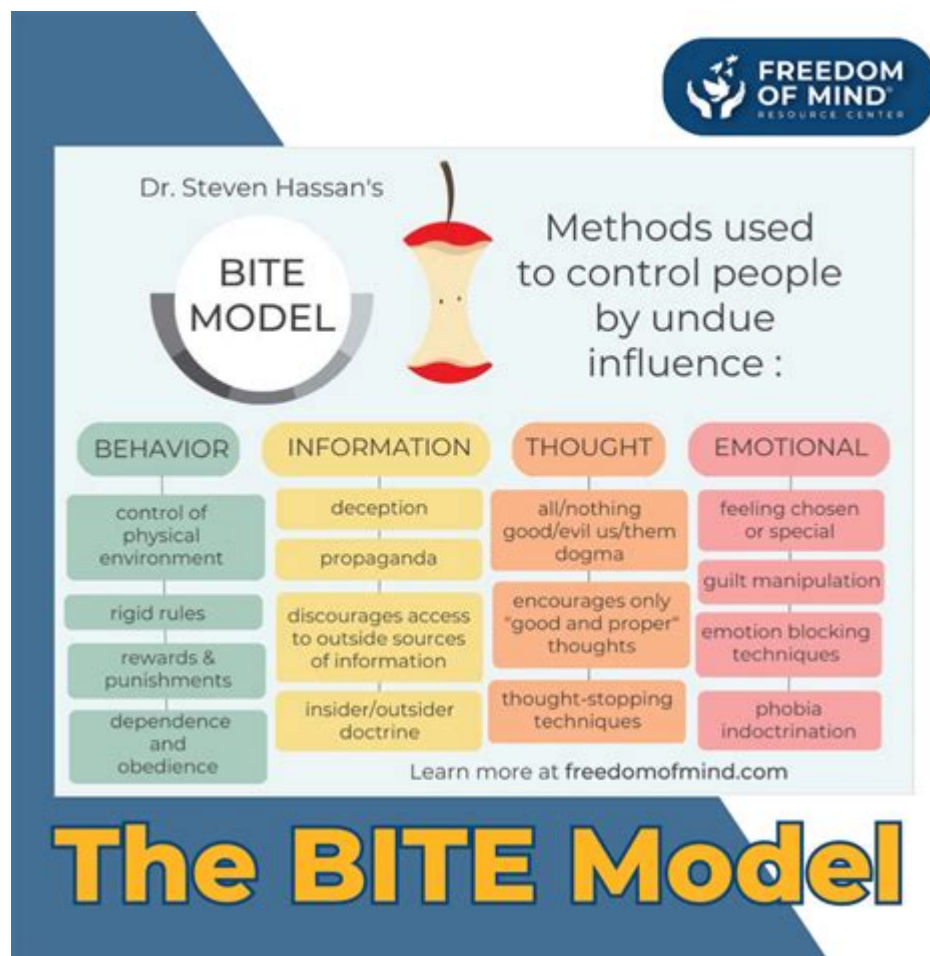 FREEDOM
OF MIND®
RESOURCE CENTER
Dr. Steven Hassan's
BITE
MODEL
Methods used
to control people
by undue
influence :
BEHAVIOR
control of
physical
environment
rigid rules
rewards &
punishments
dependence
and
obedience
INFORMATION
deception
propaganda
discourages access
to outside sources
of information
insider/outsider
doctrine
THOUGHT
all/nothing
good/evil us/them
dogma
encourages only
"good and proper"
thoughts
thought-stopping
techniques
EMOTIONAL
feeling chosen
or special
guilt manipulation
emotion blocking
techniques
phobia
indoctrination
Learn more at freedomofmind.com
The BITE Model